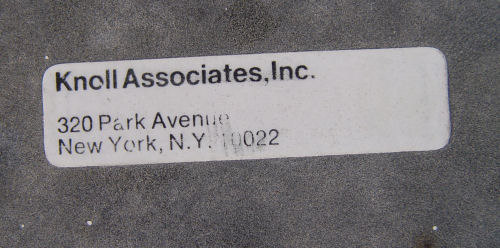 Knoll Associates, Inc.
320 Park Avenue
New York, N.Y. 10022